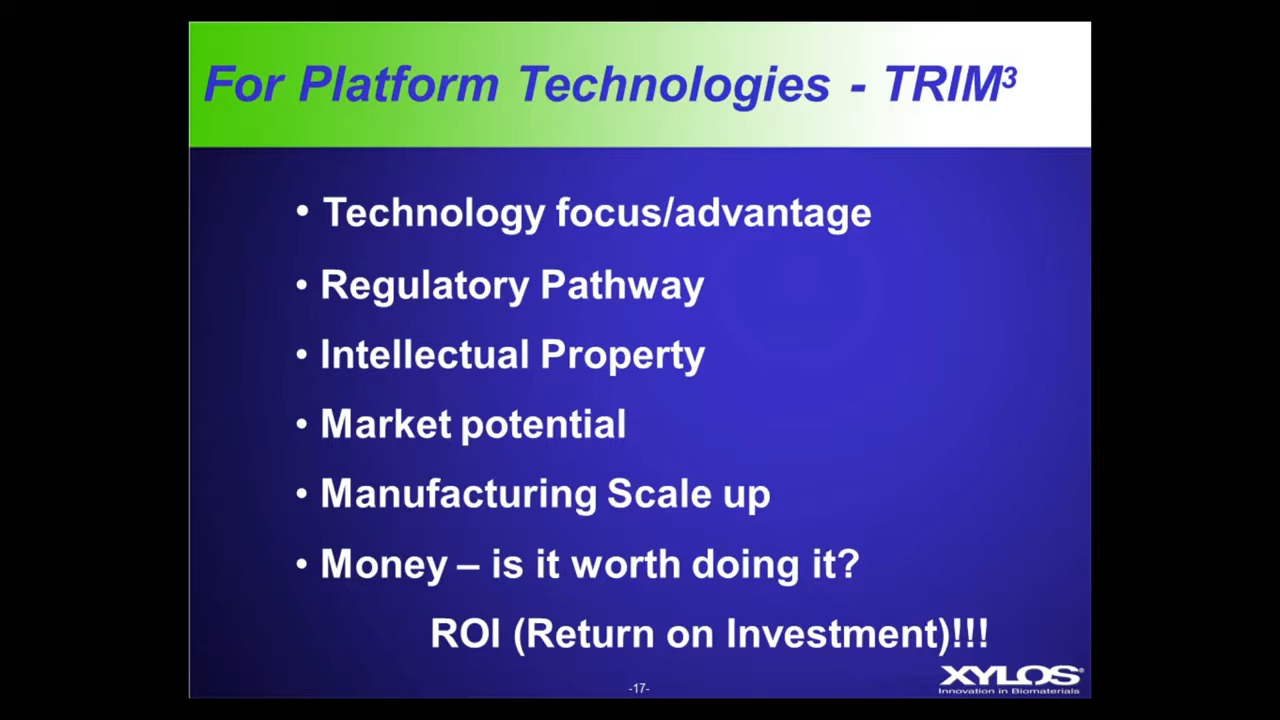 For Platform Technologies - TRIM³
• Technology focus/advantage
• Regulatory Pathway
• Intellectual Property
• Market potential
• Manufacturing Scale up
• Money – is it worth doing it?
ROI (Return on Investment)!!!
XYLOS®
Innovation in Biomaterials
-17-